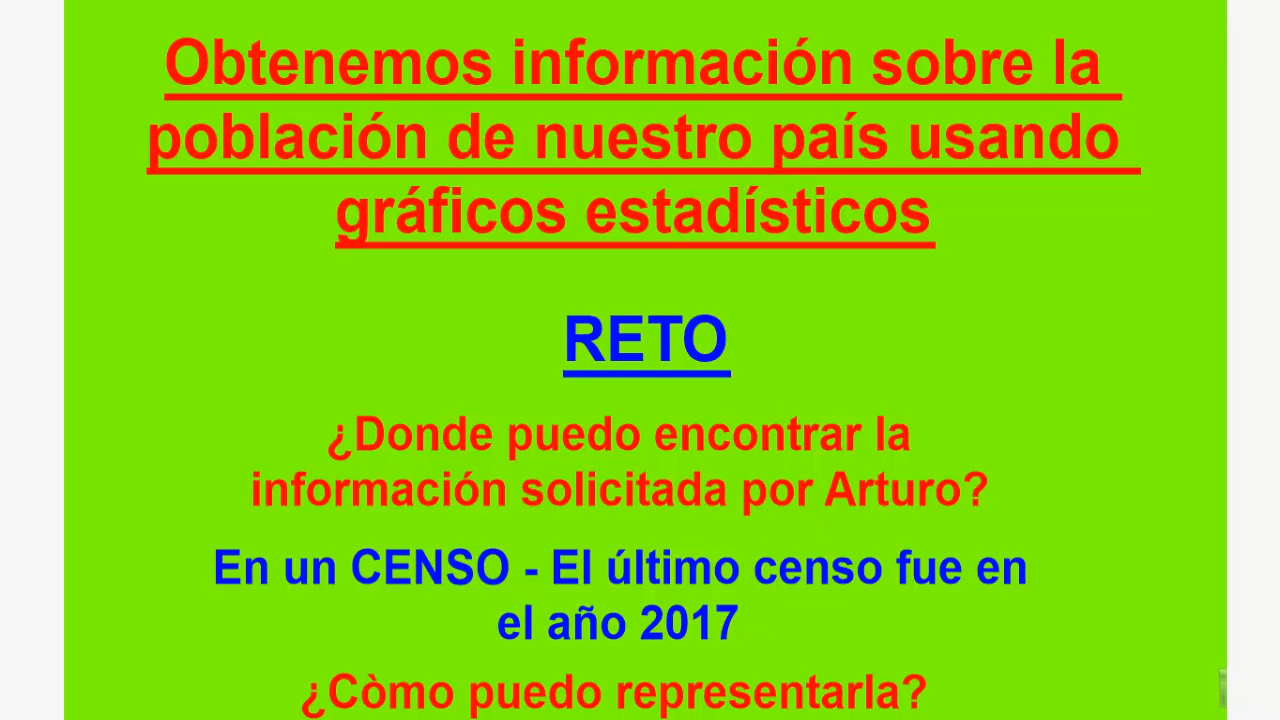 Obtenemos información sobre la
población de nuestro país usando
gráficos estadísticos
RETO
¿Donde puedo encontrar la
información solicitada por Arturo?
En un CENSO - El último censo fue en
el año 2017
¿Còmo puedo representarla?